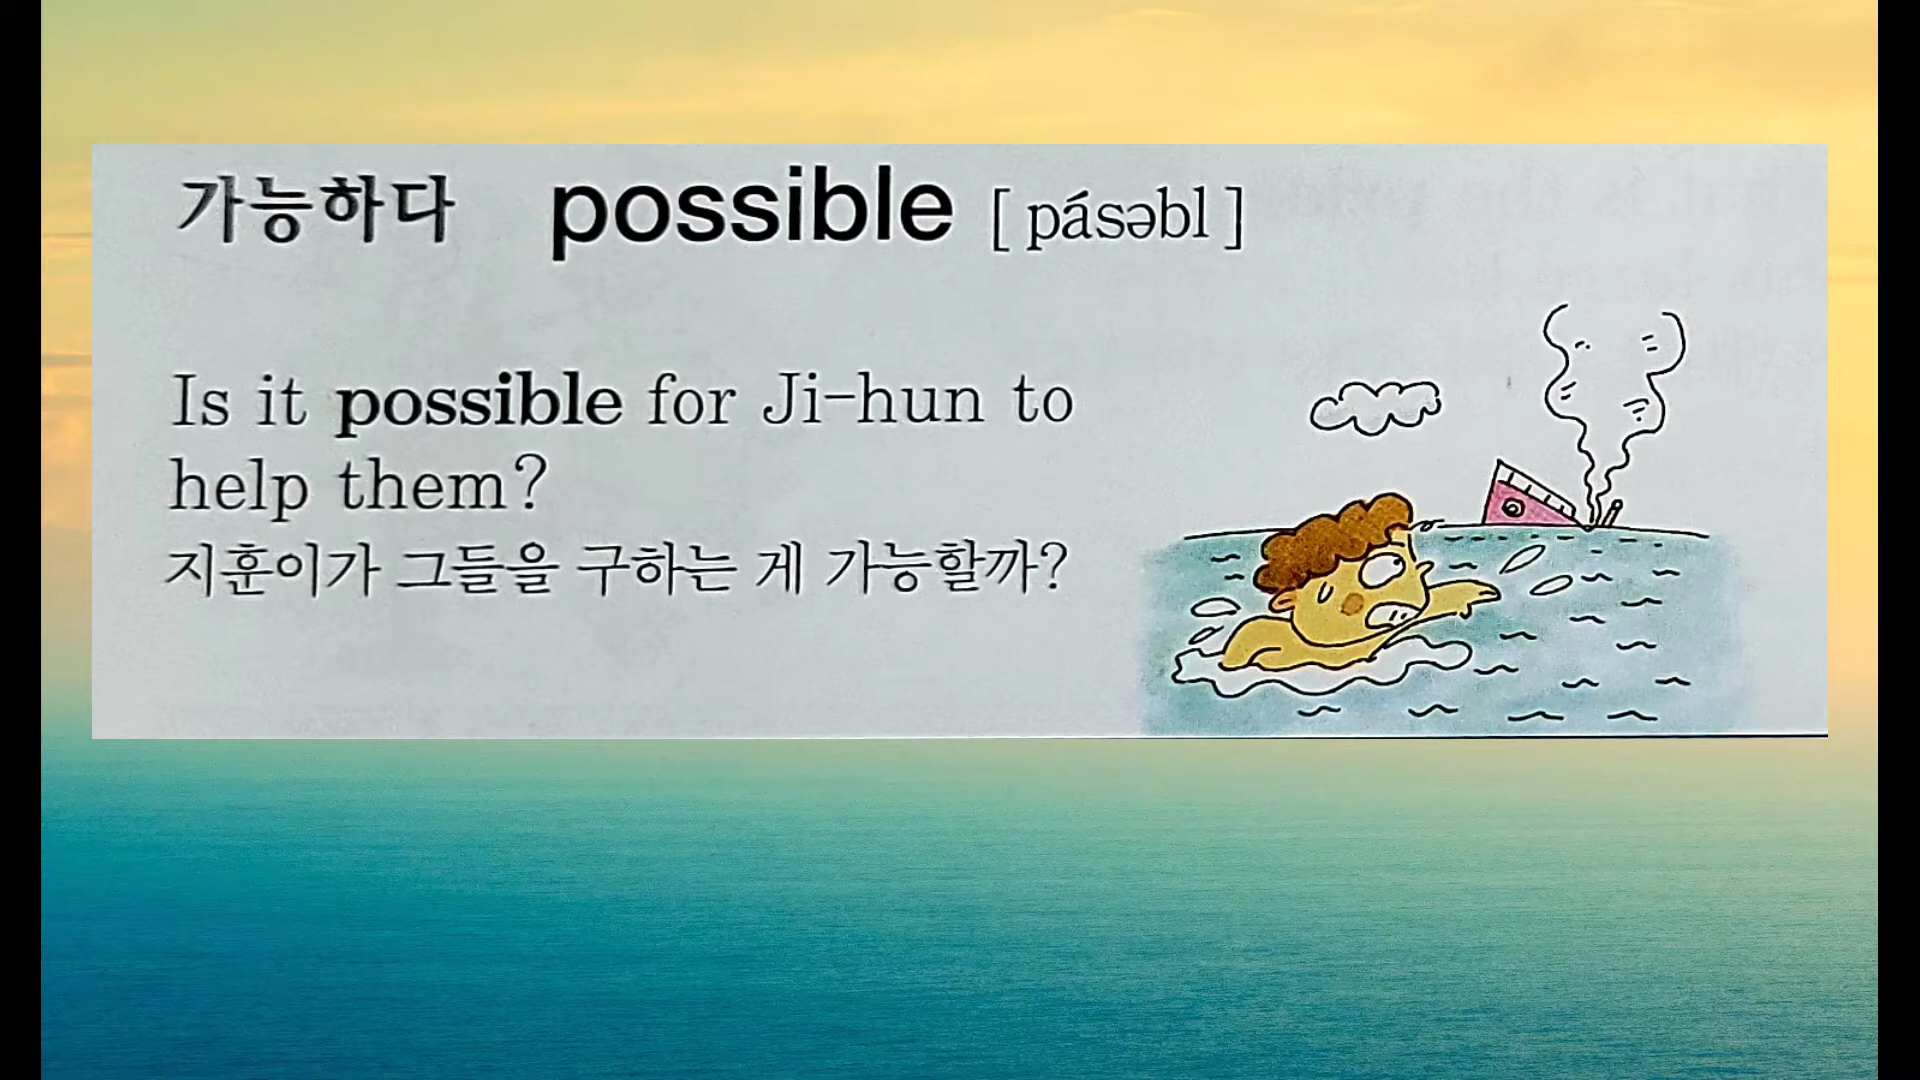 가능하다 possible [pásəbl]
Is it possible for Ji-hun to
help them?
지훈이가 그들을 구하는 게 가능할까?